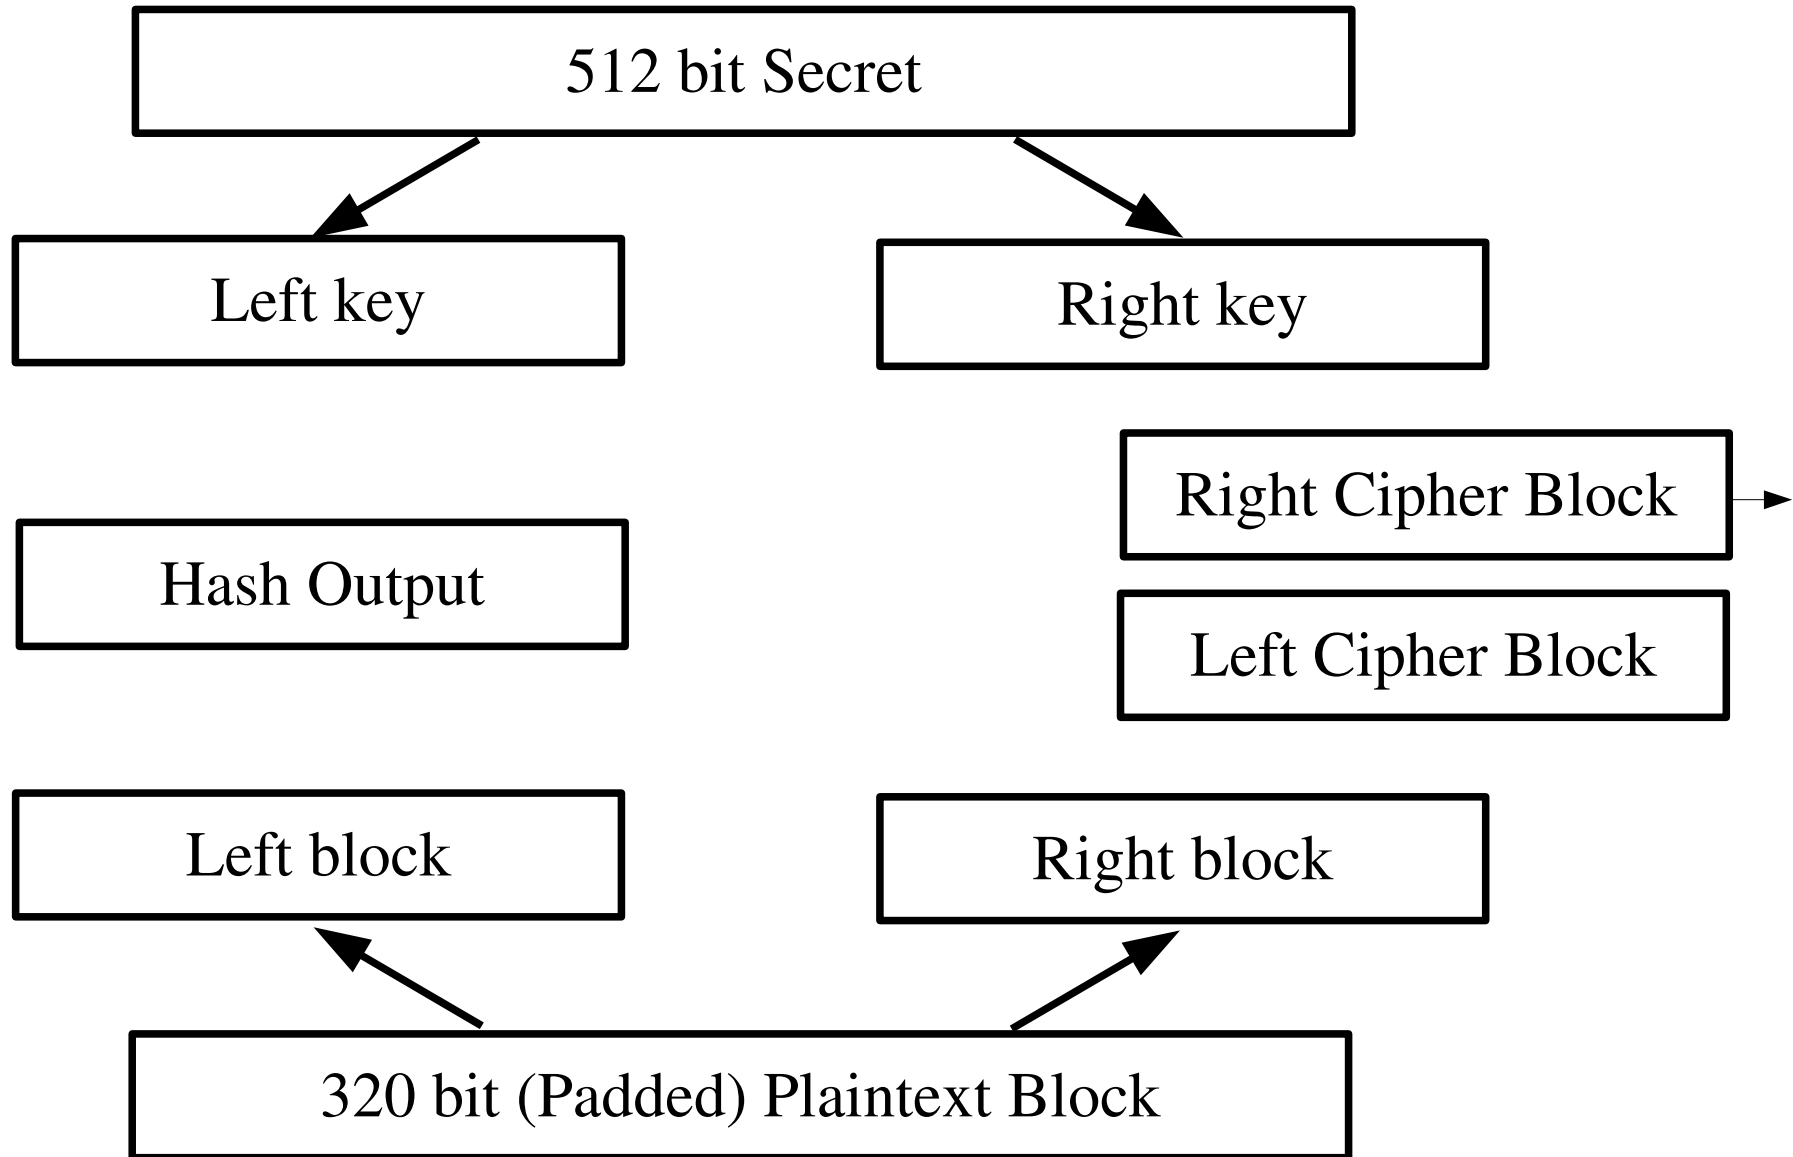 512 bit Secret
Left key
Right key
Right Cipher Block
Hash Output
Left Cipher Block
Left block
Right block
320 bit (Padded) Plaintext Block